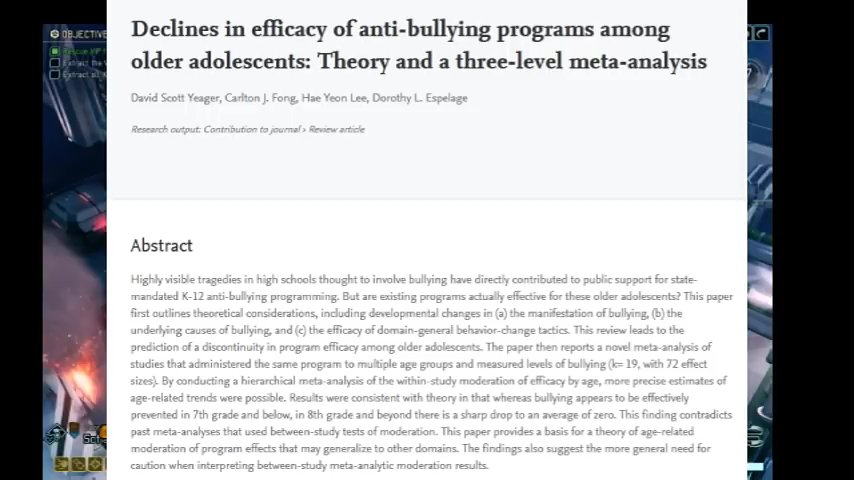 Declines in efficacy of anti-bullying programs among
older adolescents: Theory and a three-level meta-analysis
David Scott Yeager, Carlton J. Fong, Hae Yeon Lee, Dorothy L. Espelage
Research output: Contribution to journal › Review article
OBJECTIVE
Abstract
Highly visible tragedies in high schools thought to involve bullying have directly contributed to public support for state-
mandated K-12 anti-bullying programming. But are existing programs actually effective for these older adolescents? This paper
first outlines theoretical considerations, including developmental changes in (a) the manifestation of bullying, (b) the
underlying causes of bullying, and (c) the efficacy of domain-general behavior-change tactics. This review leads to the
prediction of a discontinuity in program efficacy among older adolescents. The paper then reports a novel meta-analysis of
studies that administered the same program to multiple age groups and measured levels of bullying (k= 19, with 72 effect
sizes). By conducting a hierarchical meta-analysis of the within-study moderation of efficacy by age, more precise estimates of
age-related trends were possible. Results were consistent with theory in that whereas bullying appears to be effectively
prevented in 7th grade and below, in 8th grade and beyond there is a sharp drop to an average of zero. This finding contradicts
past meta-analyses that used between-study tests of moderation. This paper provides a basis for a theory of age-related
moderation of program effects that may generalize to other domains. The findings also suggest the more general need for
caution when interpreting between-study meta-analytic moderation results.